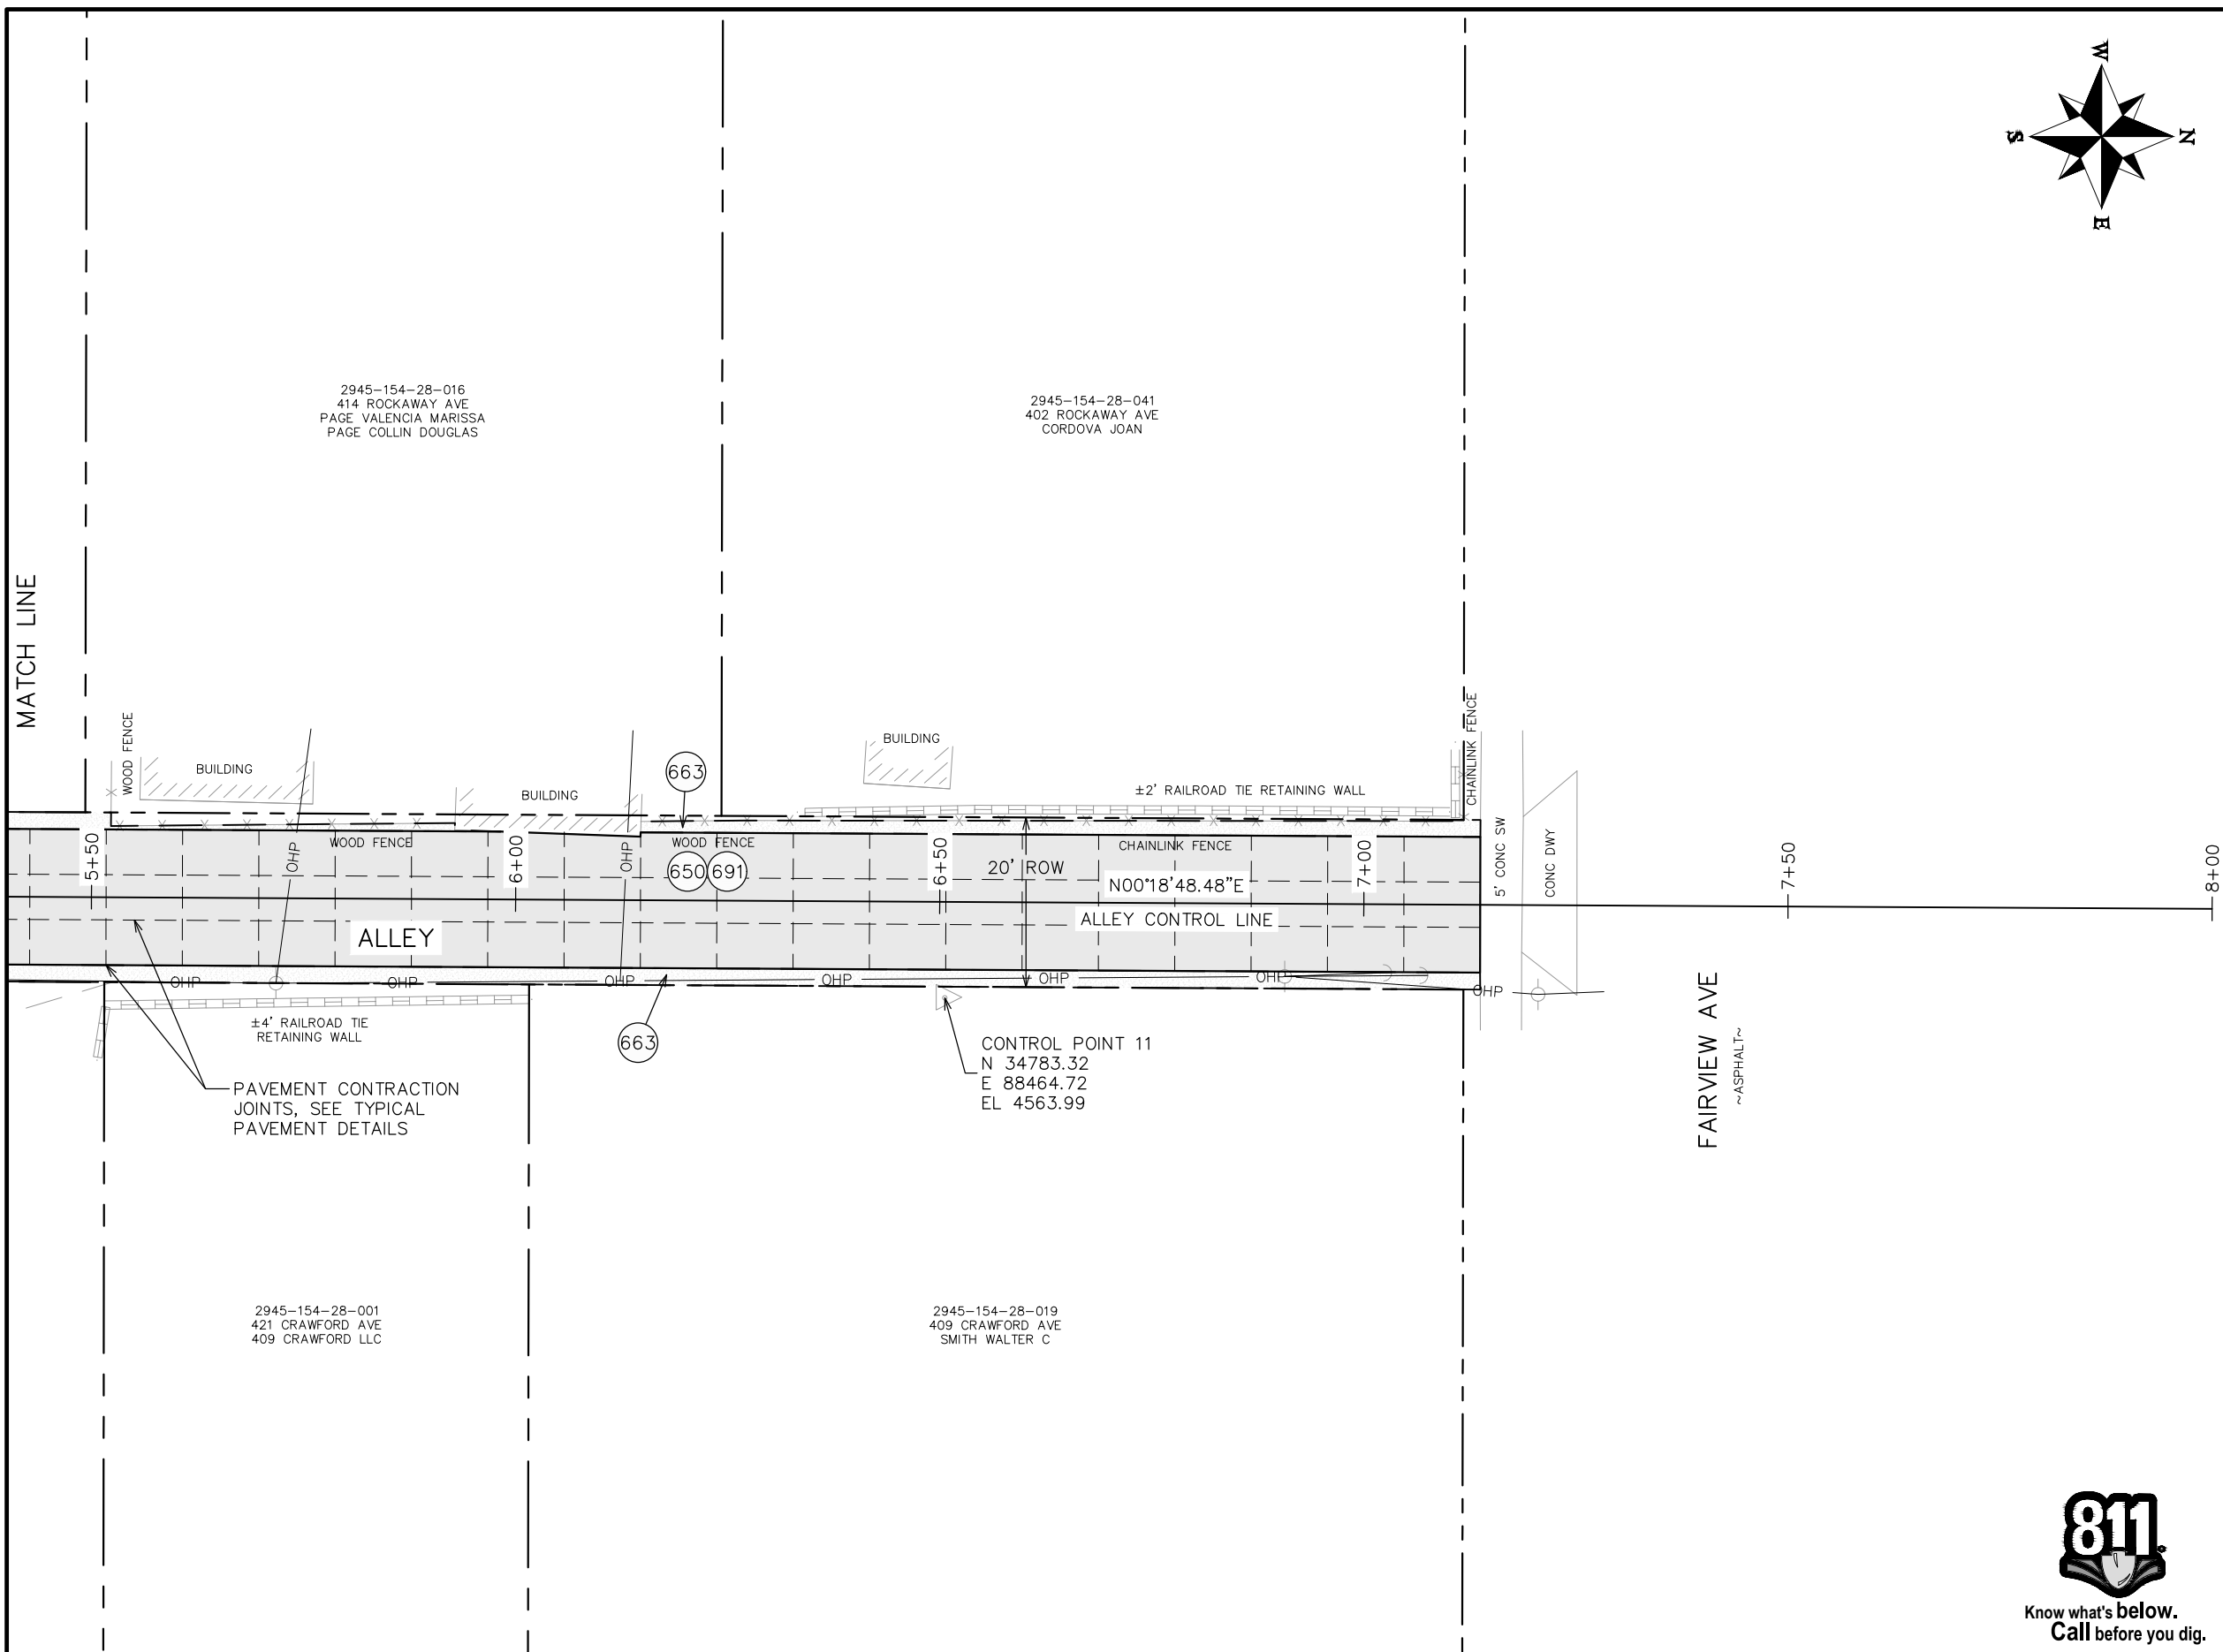 W
S
N
E
2945-154-28-016
414 ROCKAWAY AVE
PAGE VALENCIA MARISSA
PAGE COLLIN DOUGLAS
2945-154-28-041
402 ROCKAWAY AVE
CORDOVA JOAN
MATCH LINE
WOOD FENCE
BUILDING
BUILDING
663
BUILDING
±2' RAILROAD TIE RETAINING WALL
CHAINLINK FENCE
5+50
OHP
WOOD FENCE
6+00
OHP
WOOD FENCE
650
691
6+50
20' ROW
CHAINLINK FENCE
N00°18'48.48"E
7+00
5' CONC SW
CONC DWY
7+50
8+00
ALLEY
ALLEY CONTROL LINE
OHP
OHP
OHP
OHP
OHP
OHP
OHP
±4' RAILROAD TIE
RETAINING WALL
663
CONTROL POINT 11
N 34783.32
E 88464.72
EL 4563.99
PAVEMENT CONTRACTION
JOINTS, SEE TYPICAL
PAVEMENT DETAILS
FAIRVIEW AVE
~ASPHALT~
2945-154-28-001
421 CRAWFORD AVE
409 CRAWFORD LLC
2945-154-28-019
409 CRAWFORD AVE
SMITH WALTER C
811
Know what's below.
Call before you dig.